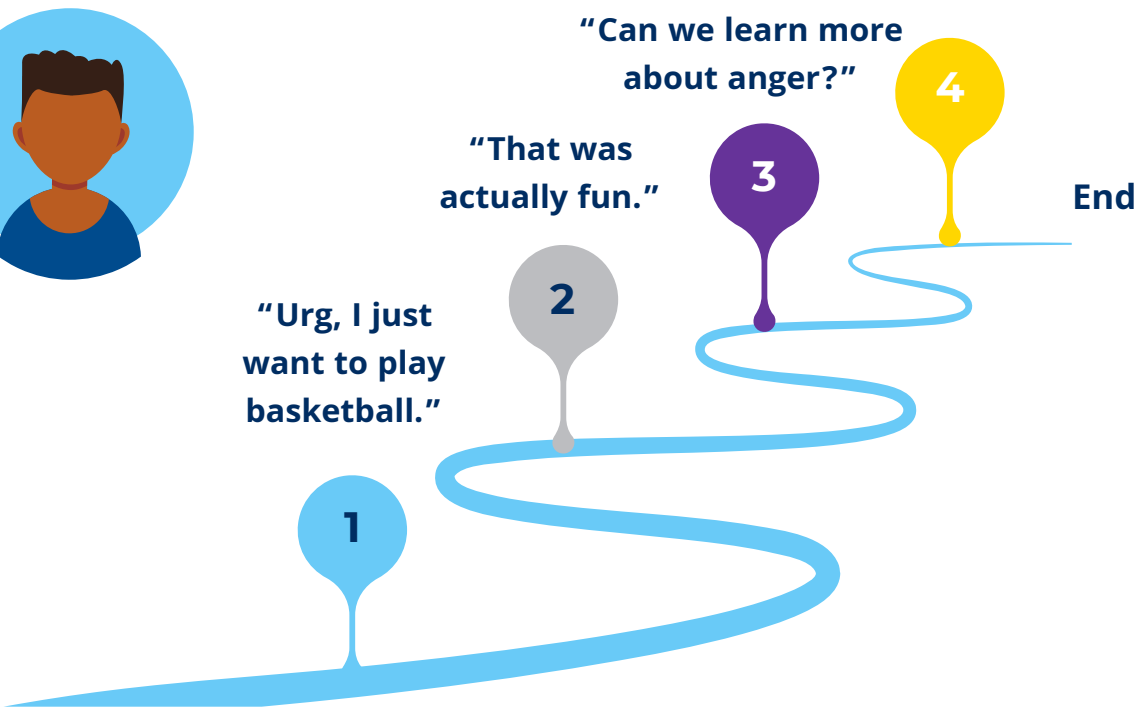 1
“Urg, I just
want to play
basketball.”
2
“That was
actually fun.”
3
“Can we learn more
about anger?”
4
End